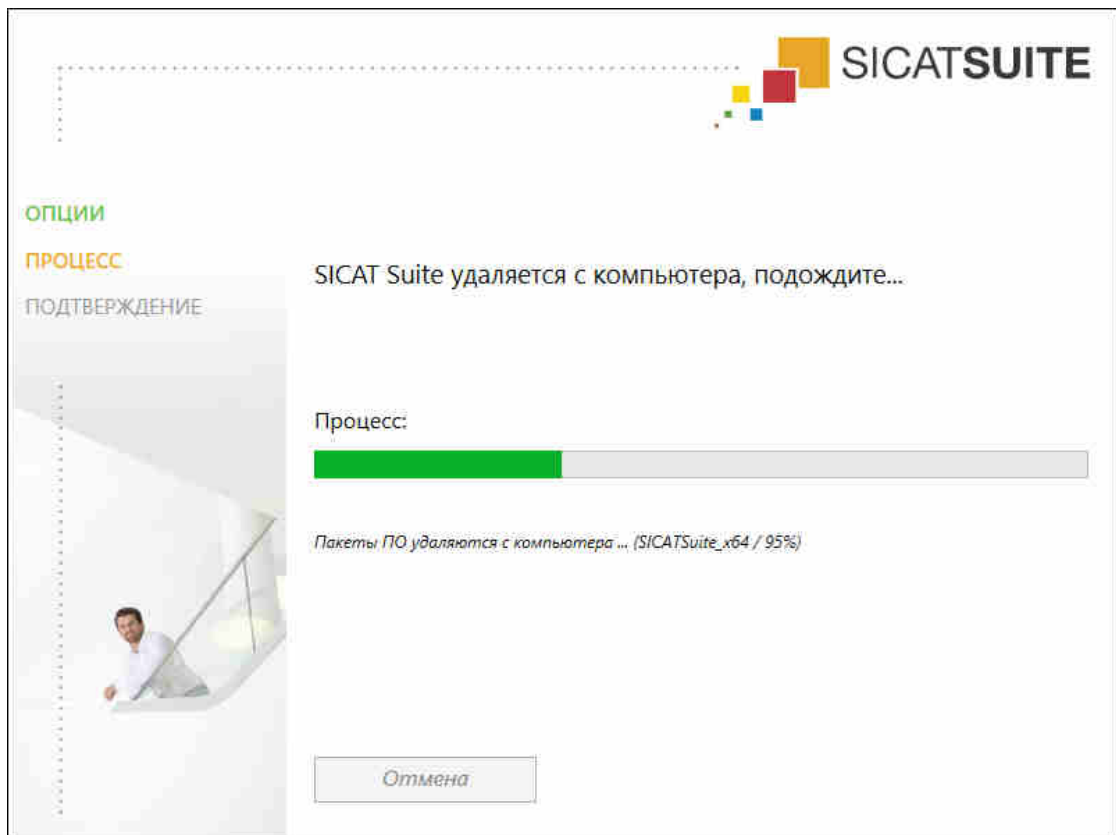 SICATSUITE
ОПЦИИ
ПРОЦЕСС
ПОДТВЕРЖДЕНИЕ
SICAT Suite удаляется с компьютера, подождите...
Процесс:
Пакеты ПО удаляются с компьютера ... (SICATSuite_x64 / 95%)
Отмена